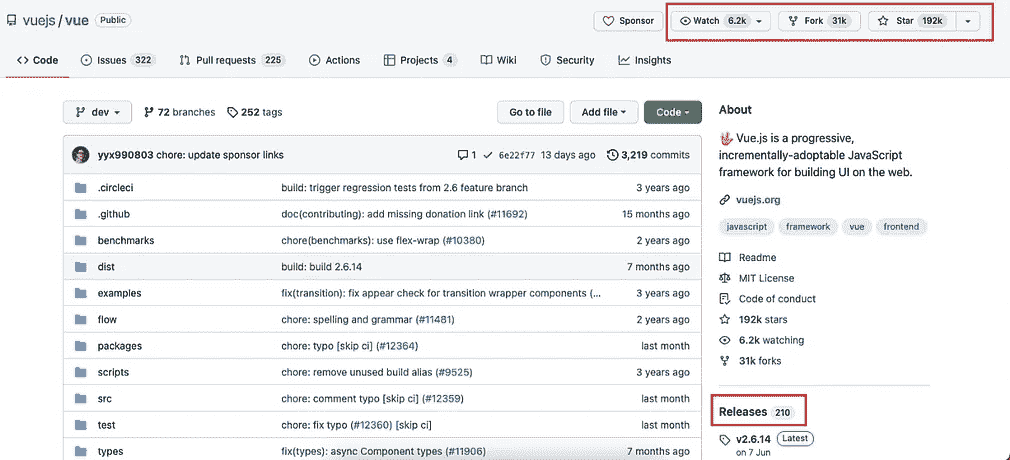 vuejs / vue Public Sponsor Watch 6.2k Fork 31k Star 192k
Code Issues 322 Pull requests 225 Actions Projects 4 Wiki Security Insights
dev 72 branches 252 tags Go to file Add file Code
yyx990803 chore: update sponsor links 1 6e22f77 13 days ago 3,219 commits
.circleci build: trigger regression tests from 2.6 feature branch 3 years ago
.github doc(contributing): add missing donation link (#11692) 15 months ago
benchmarks chore(benchmarks): use flex-wrap (#10380) 2 years ago
dist build: build 2.6.14 7 months ago
examples fix(transition): fix appear check for transition wrapper components (... 3 years ago
flow chore: spelling and grammar (#11481) 2 years ago
packages chore: typo [skip ci] (#12364) last month
scripts chore: remove unused build alias (#9525) 3 years ago
src chore: comment typo [skip ci] (#12359) last month
test chore: fix typo (#12360) [skip ci] last month
types fix(types): async Component types (#11906) 7 months ago
About
Vue.js is a progressive,
incrementally-adoptable JavaScript
framework for building UI on the web.
vuejs.org
javascript framework vue frontend
Readme
MIT License
Code of conduct
192k stars
6.2k watching
31k forks
Releases 210
v2.6.14 Latest
on 7 Jun